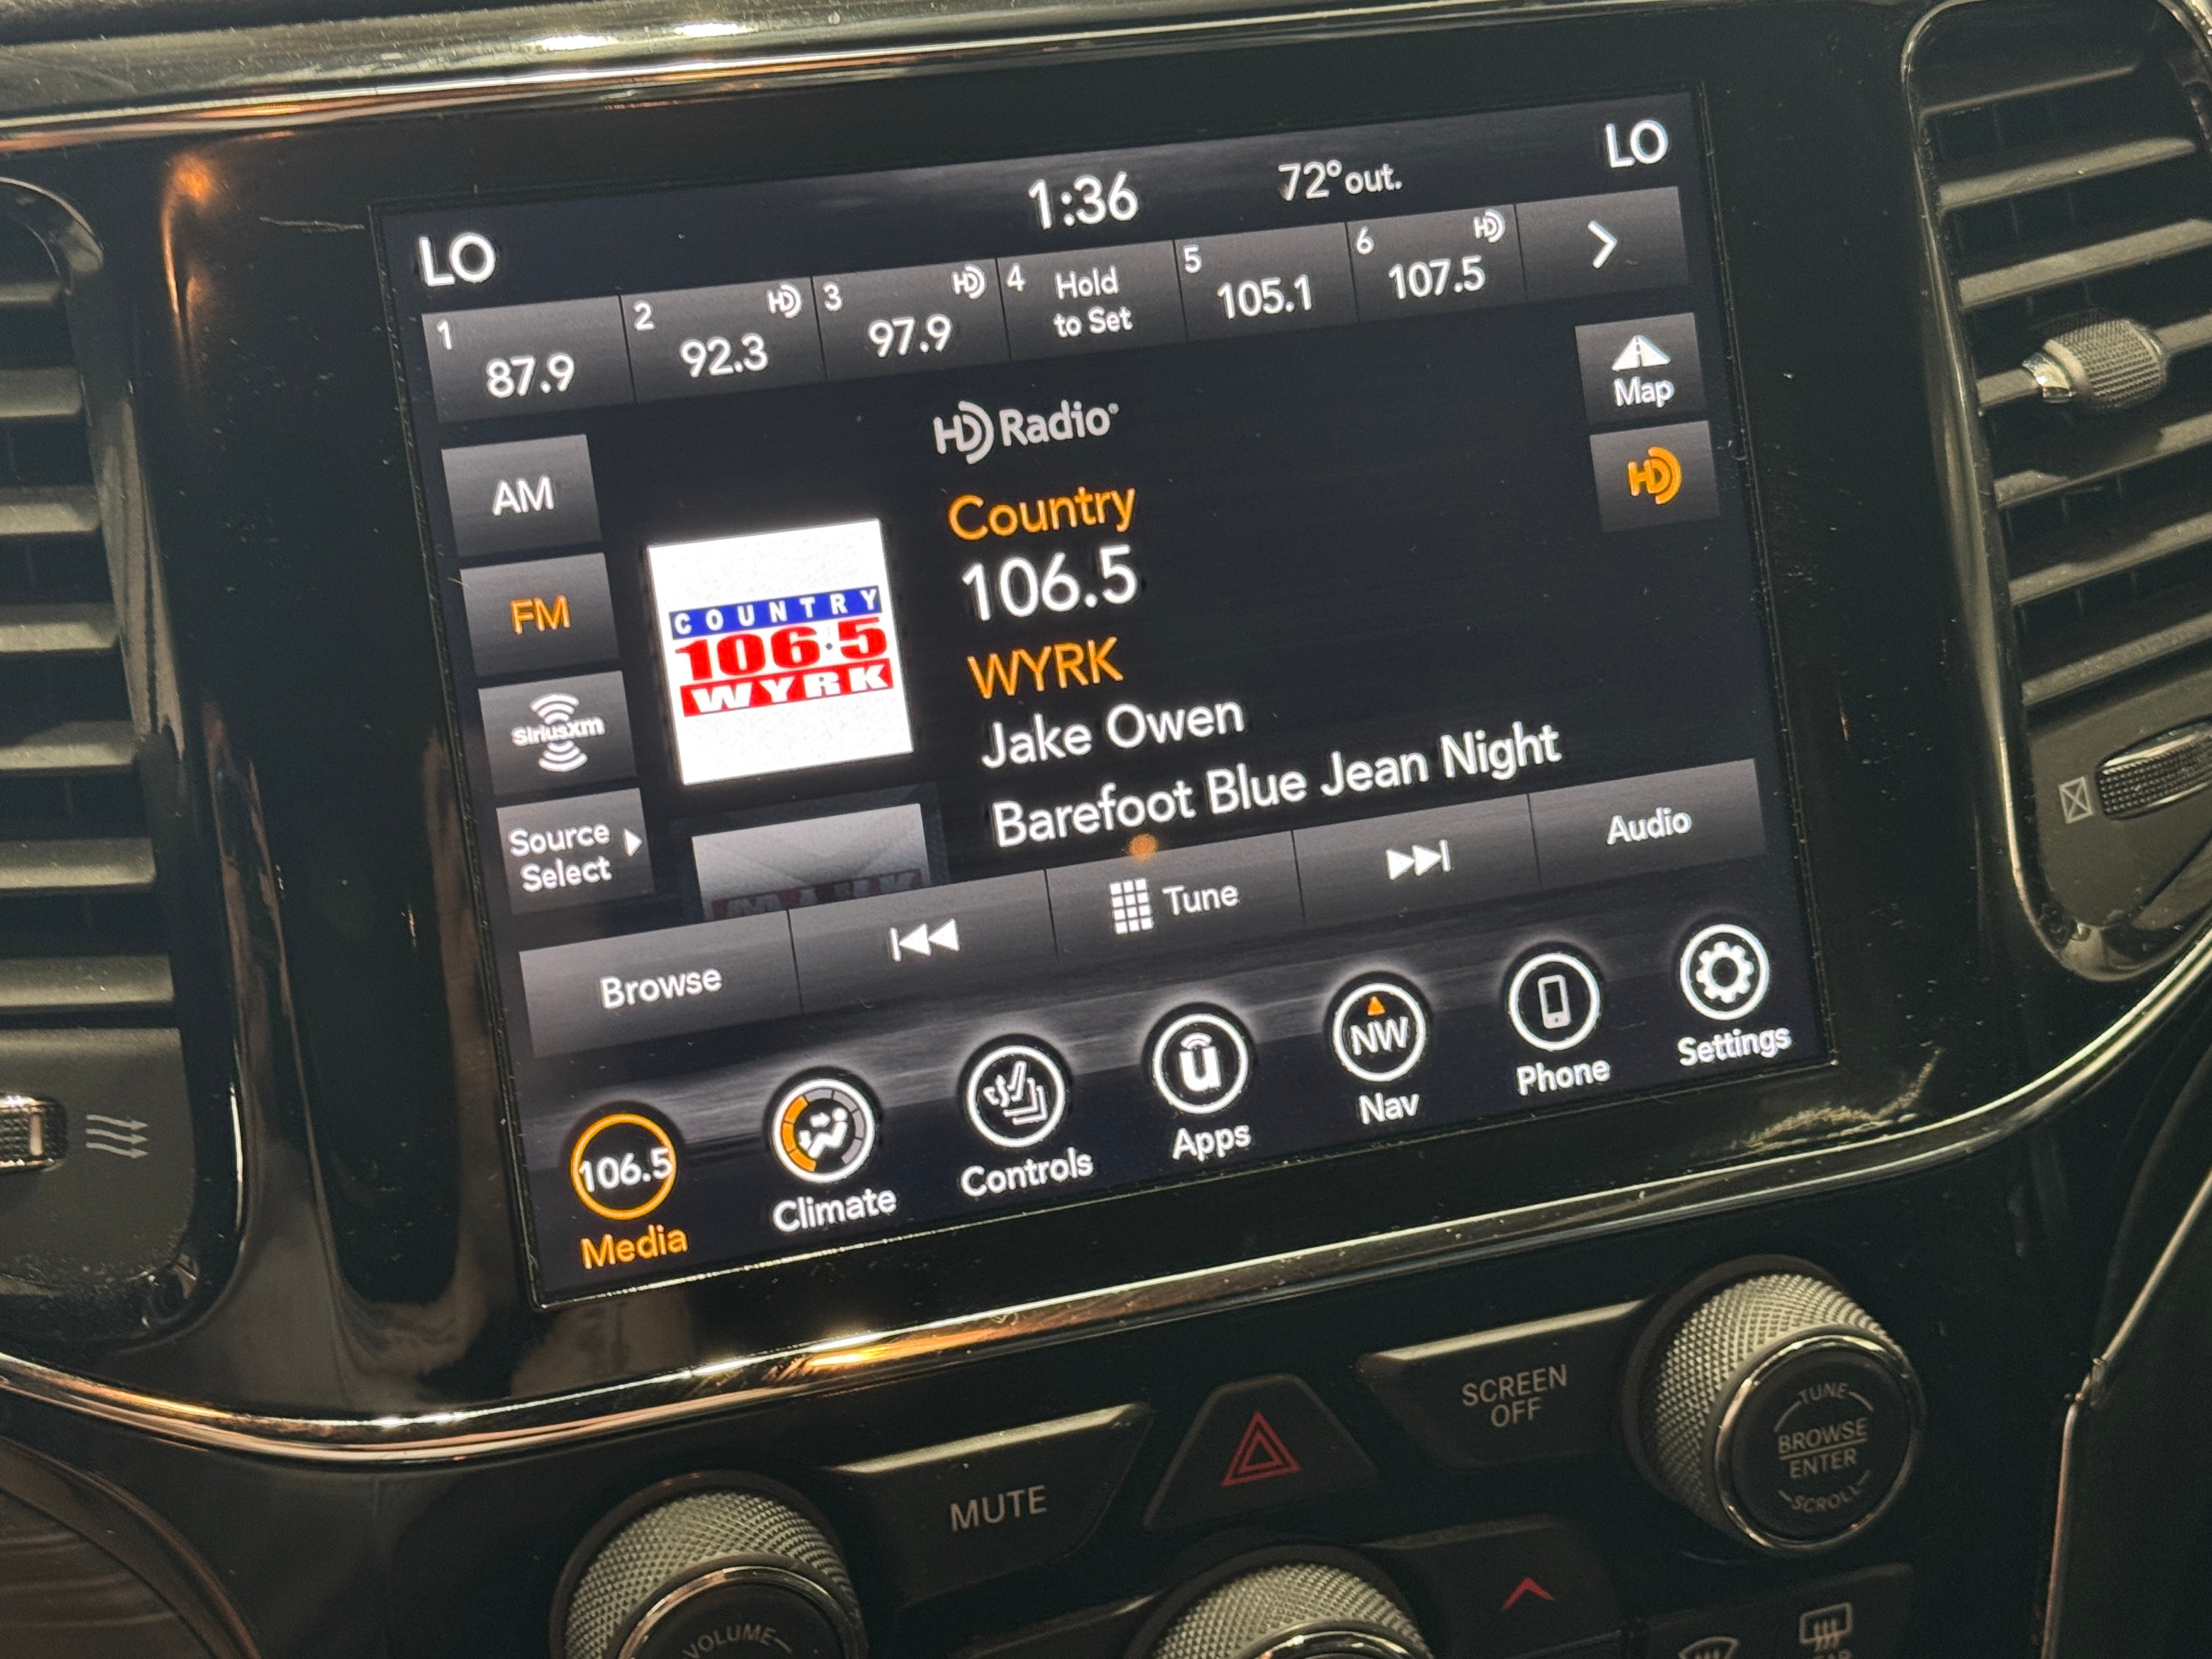 LO
1:36
72°out.
LO
1
87.9
2
HD
92.3
3
HD
97.9
4
Hold
to Set
5
105.1
6
HD
107.5
Map
HD
HD Radio®
AM
FM
SiriusXM
Source
Select
COUNTRY
106.5
WYRK
Country
106.5
WYRK
Jake Owen
Barefoot Blue Jean Night
Browse
Tune
Audio
106.5
Media
Climate
Controls
u
Apps
NW
Nav
Phone
Settings
MUTE
SCREEN
OFF
TUNE
BROWSE
ENTER
SCROLL
VOLUME